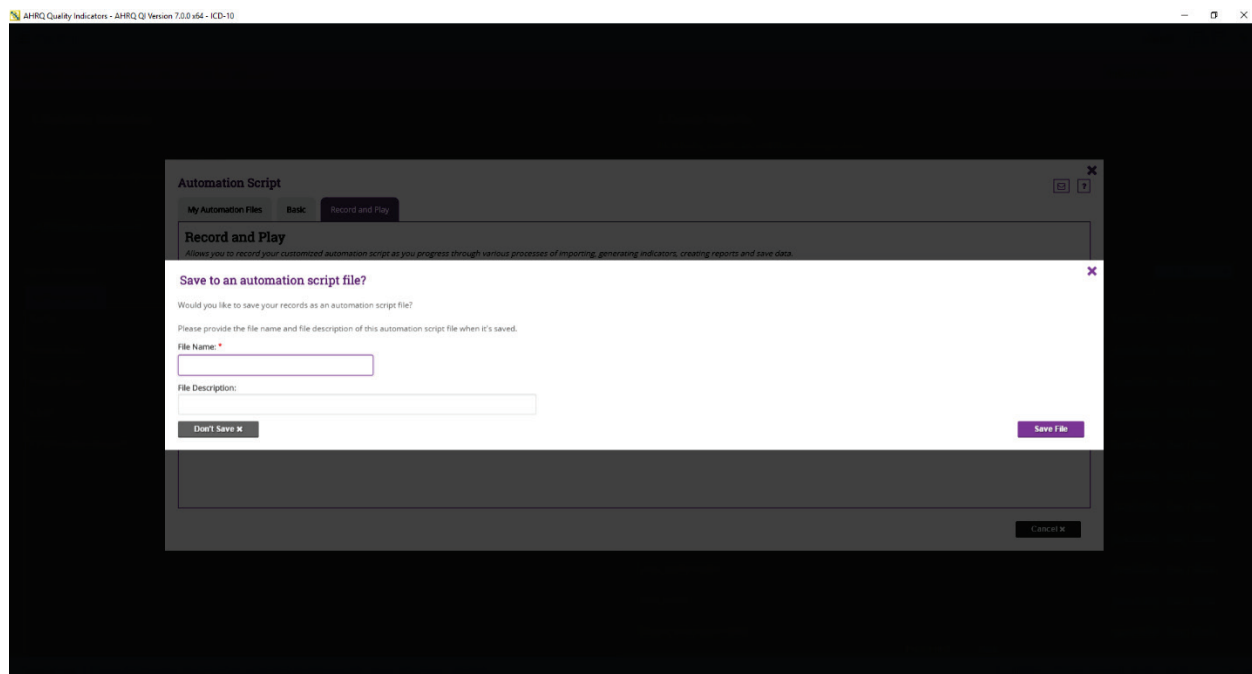 AHRQ Quality Indicators - AHRQ QI Version 7.0.0 x64 - ICD-10
Automation Script
My Automation Files Basic Record and Play
Record and Play
Allows you to record your customized automation script as you progress through various processes of importing, generating indicators, creating reports and save data.
Save to an automation script file?
Would you like to save your records as an automation script file?
Please provide the file name and file description of this automation script file when it's saved.
File Name: *
File Description:
Don't Save Save File
Cancel